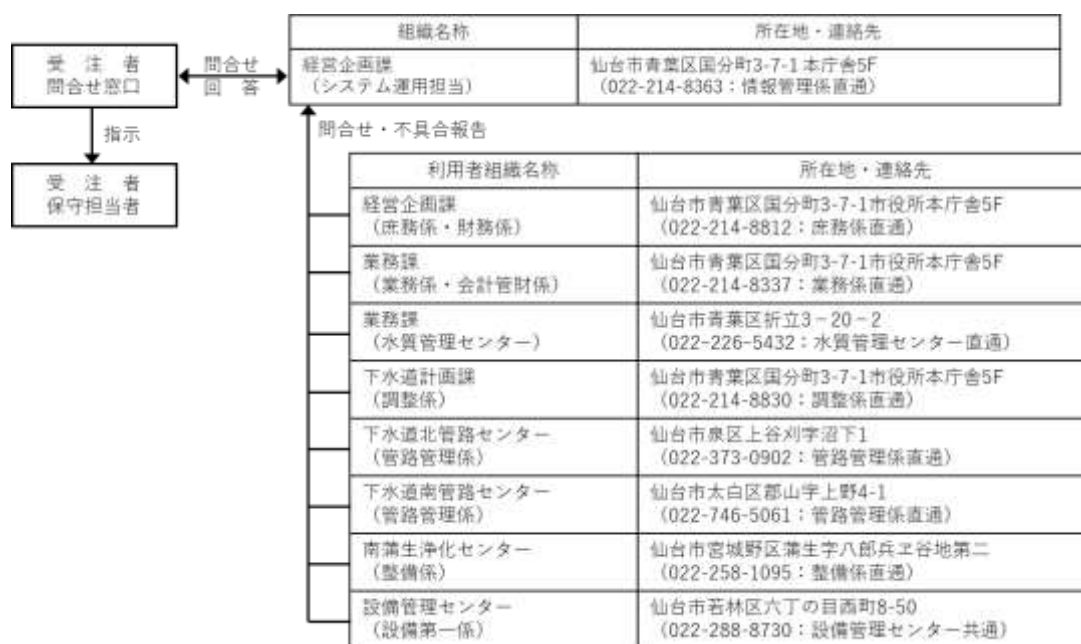 組織名称
所在地・連絡先
受 注 者
問合せ窓口
問合せ
回 答
経営企画課
(システム運用担当)
仙台市青葉区国分町3-7-1 本庁舎5F
(022-214-8363：情報管理係直通)
指示
問合せ・不具合報告
受 注 者
保守担当者
利用者組織名称
所在地・連絡先
経営企画課
(庶務係・財務係)
仙台市青葉区国分町3-7-1市役所本庁舎5F
(022-214-8812：庶務係直通)
業務課
(業務係・会計管財係)
仙台市青葉区国分町3-7-1市役所本庁舎5F
(022-214-8337：業務係直通)
業務課
(水質管理センター)
仙台市青葉区折立3－20－2
(022-226-5432：水質管理センター直通)
下水道計画課
(調整係)
仙台市青葉区国分町3-7-1市役所本庁舎5F
(022-214-8830：調整係直通)
下水道北管路センター
(管路管理係)
仙台市泉区上谷刈字沼下1
(022-373-0902：管路管理係直通)
下水道南管路センター
(管路管理係)
仙台市太白区郡山字上野4-1
(022-746-5061：管路管理係直通)
南蒲生浄化センター
(整備係)
仙台市宮城野区蒲生字八郎兵エ谷地第二
(022-258-1095：整備係直通)
設備管理センター
(設備第一係)
仙台市若林区六丁の目西町8-50
(022-288-8730：設備管理センター共通)